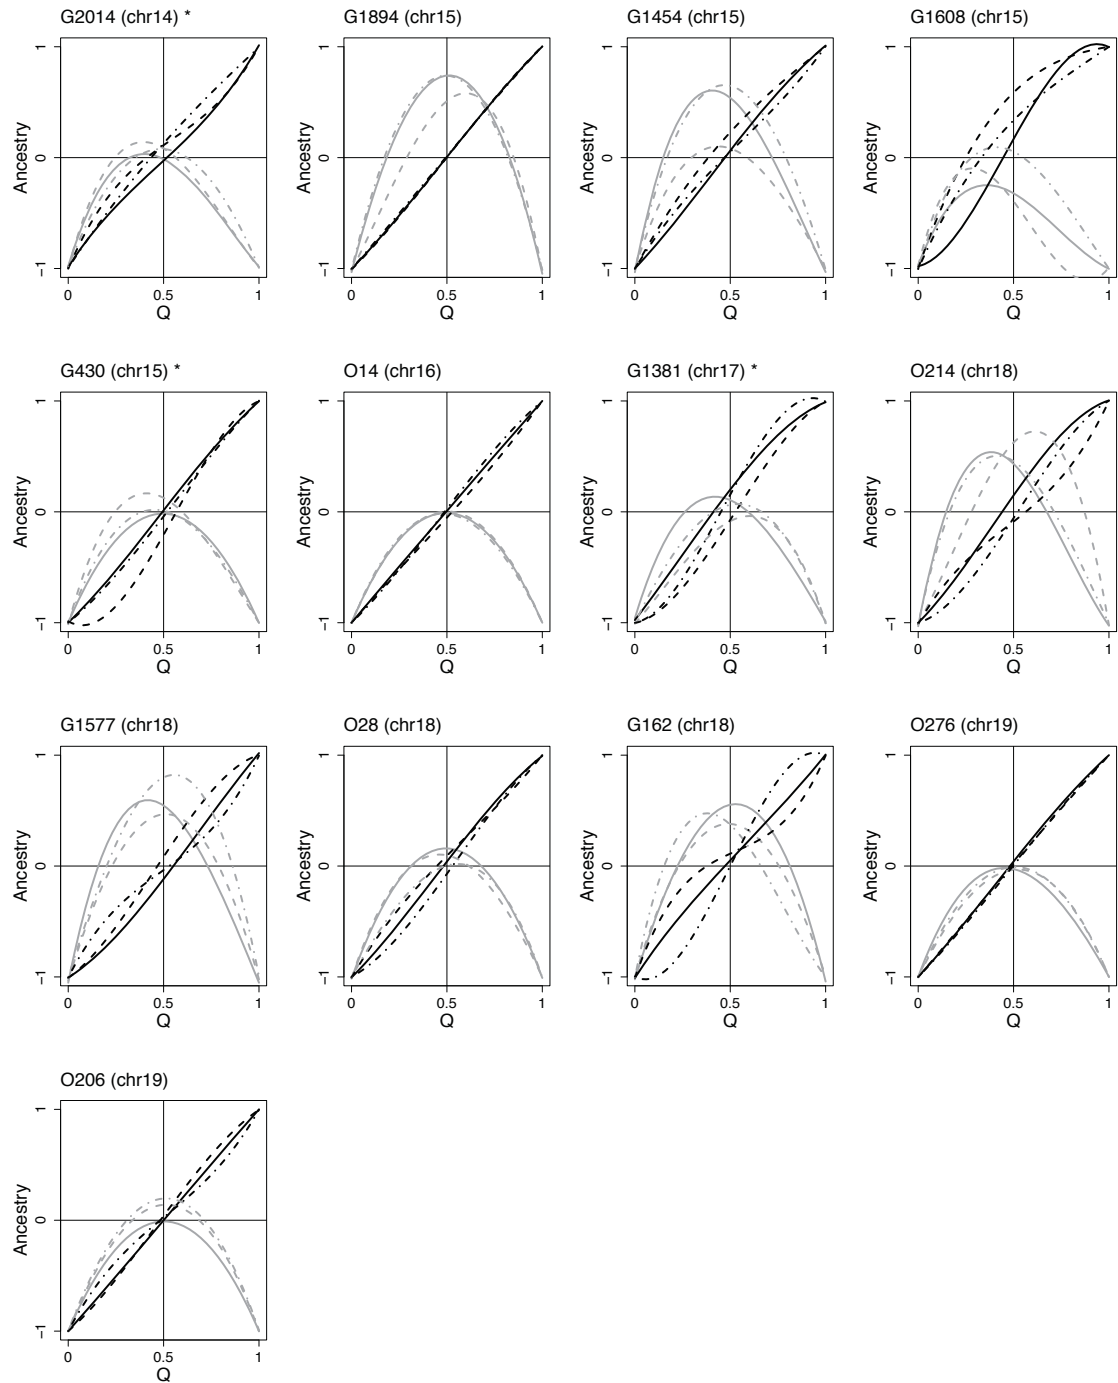 G2014 (chr14) *
Ancestry
1
0
−1
0
0.5
1
Q
G1894 (chr15)
Ancestry
1
0
−1
0
0.5
1
Q
G1454 (chr15)
Ancestry
1
0
−1
0
0.5
1
Q
G1608 (chr15)
Ancestry
1
0
−1
0
0.5
1
Q
G430 (chr15) *
Ancestry
1
0
−1
0
0.5
1
Q
O14 (chr16)
Ancestry
1
0
−1
0
0.5
1
Q
G1381 (chr17) *
Ancestry
1
0
−1
0
0.5
1
Q
O214 (chr18)
Ancestry
1
0
−1
0
0.5
1
Q
G1577 (chr18)
Ancestry
1
0
−1
0
0.5
1
Q
O28 (chr18)
Ancestry
1
0
−1
0
0.5
1
Q
G162 (chr18)
Ancestry
1
0
−1
0
0.5
1
Q
O276 (chr19)
Ancestry
1
0
−1
0
0.5
1
Q
O206 (chr19)
Ancestry
1
0
−1
0
0.5
1
Q